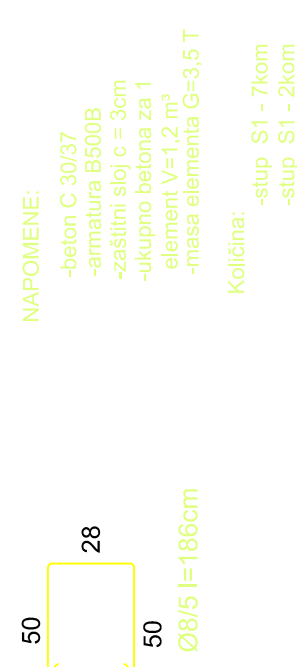 NAPOMENE:
-beton C 30/37
-armatura B500B
-zaštitni sloj c = 3cm
-ukupno betona za 1
element V=1,2 m³
-masa elementa G=3,5 T
Količina:
-stup S1 - 7kom
-stup S1 - 2kom
50
28
50
Ø8/5 l=186cm